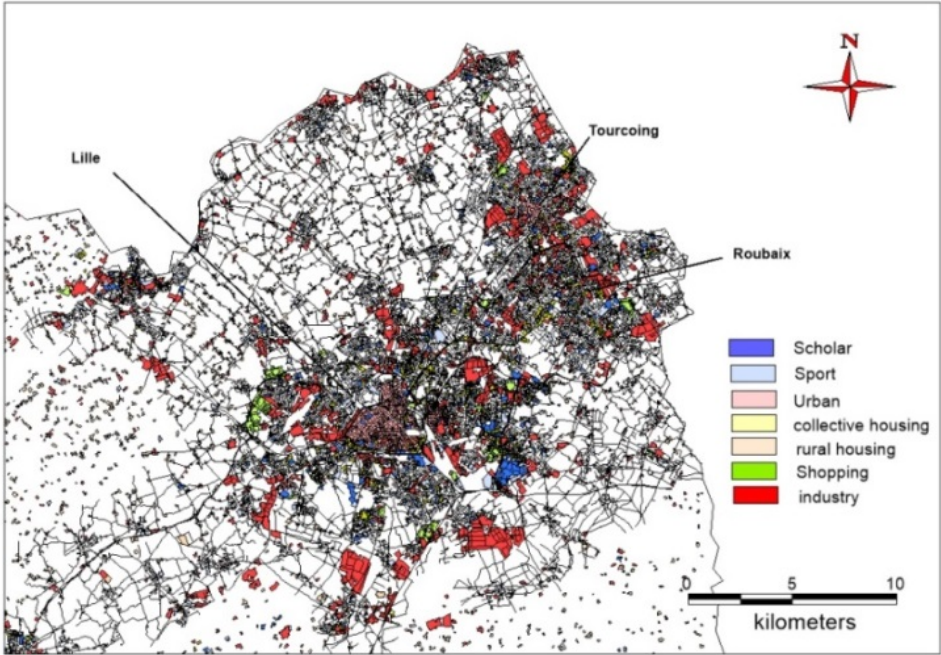 N
Tourcoing
Lille
Roubaix
Scholar
Sport
Urban
collective housing
rural housing
Shopping
industry
0 5 10
kilometers